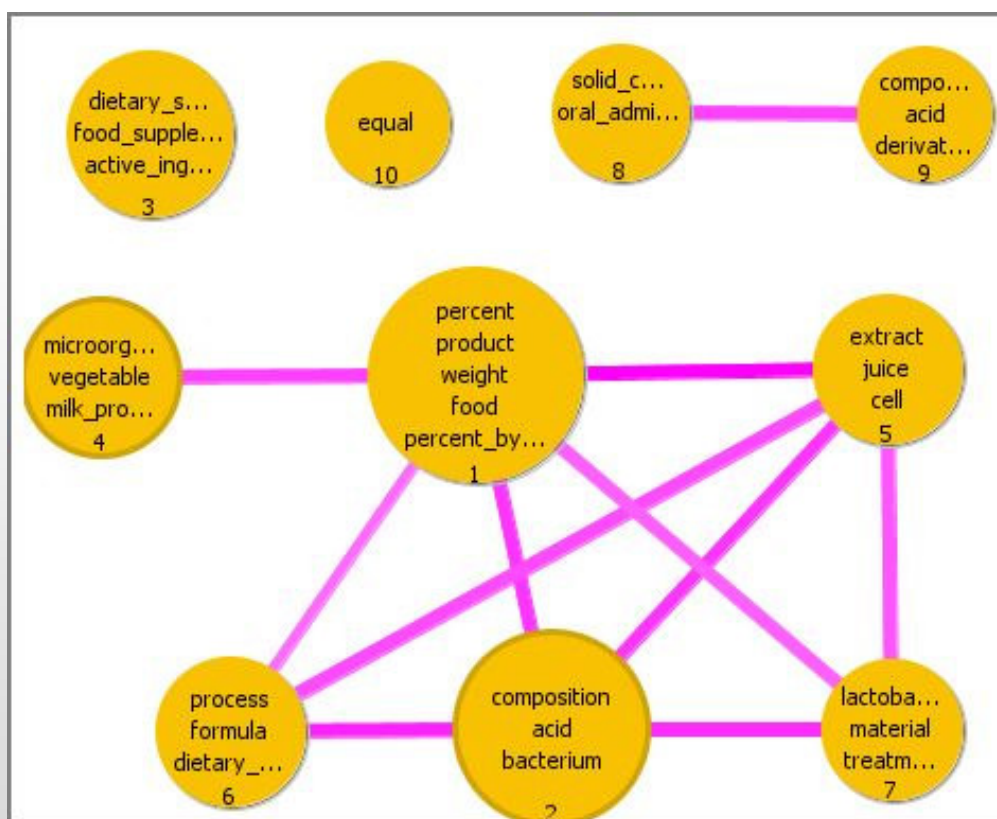 dietary_s...
food_supple...
active_ing...
3
equal
10
solid_c...
oral_admi...
8
compo...
acid
derivat...
9
microorg...
vegetable
milk_pro...
4
percent
product
weight
food
percent_by...
1
extract
juice
cell
5
process
formula
dietary_...
6
composition
acid
bacterium
2
lactoba...
material
treatm...
7